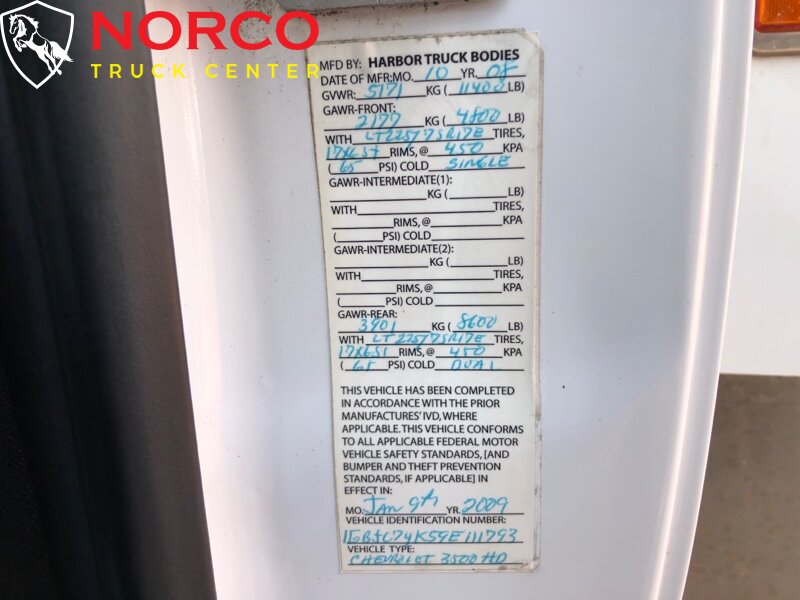 NORCO
TRUCK CENTER
MFD BY: HARBOR TRUCK BODIES
DATE OF MFR:MO. 10 YR. 08
GVWR: 5171 KG ( 11400 LB)
GAWR-FRONT:
2177 KG ( 4800 LB)
WITH LT225/75R17E TIRES,
17X6.5J RIMS, @ 450 KPA
( 65 PSI) COLD SINGLE
GAWR-INTERMEDIATE(1):
KG ( LB)
WITH TIRES,
RIMS, @ KPA
( PSI) COLD
GAWR-INTERMEDIATE(2):
KG ( LB)
WITH TIRES,
RIMS, @ KPA
( PSI) COLD
GAWR-REAR:
3901 KG ( 8600 LB)
WITH LT225/75R17E TIRES,
17X6.5J RIMS, @ 450 KPA
( 65 PSI) COLD DUAL
THIS VEHICLE HAS BEEN COMPLETED
IN ACCORDANCE WITH THE PRIOR
MANUFACTURES' IVD, WHERE
APPLICABLE. THIS VEHICLE CONFORMS
TO ALL APPLICABLE FEDERAL MOTOR
VEHICLE SAFETY STANDARDS, [AND
BUMPER AND THEFT PREVENTION
STANDARDS, IF APPLICABLE] IN
EFFECT IN:
MO. Jan 9th YR. 2009
VEHICLE IDENTIFICATION NUMBER:
1GBJC74K59E111793
VEHICLE TYPE:
CHEVROLET 3500 HD